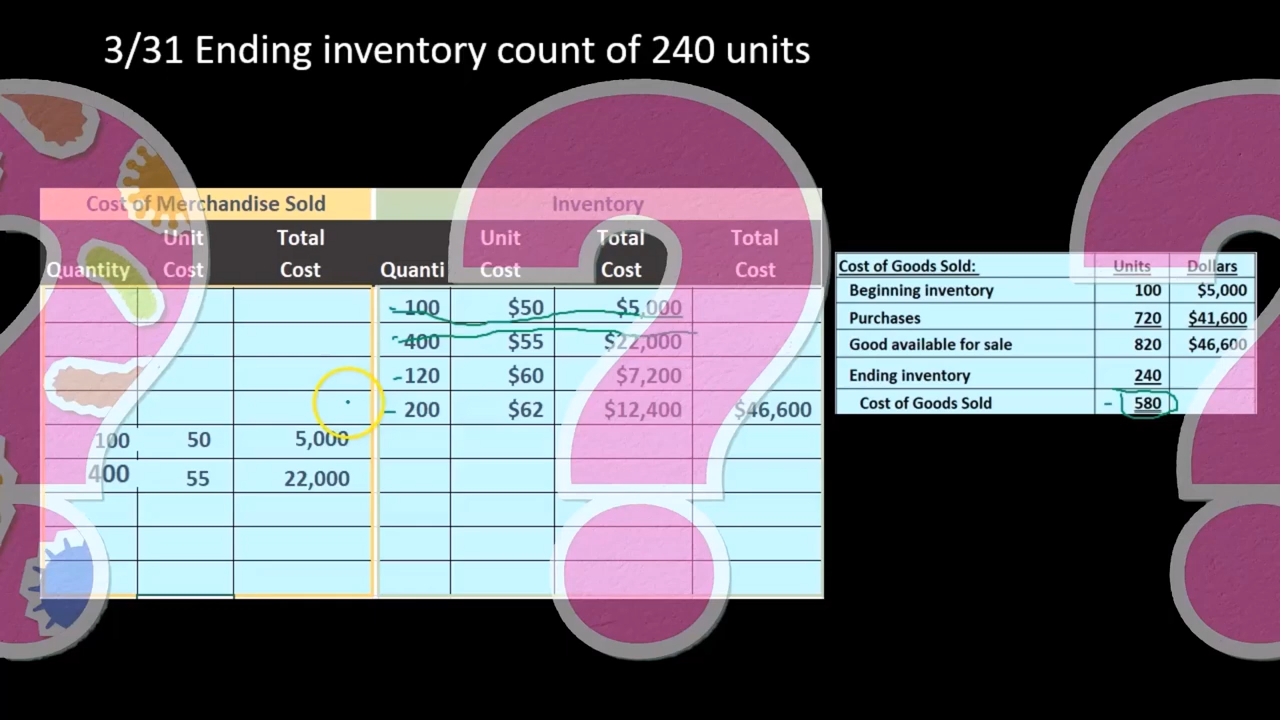 3/31 Ending inventory count of 240 units
Cost of Merchandise Sold Inventory
Unit Total Unit Total Total
Quantity Cost Cost Quanti Cost Cost Cost
100 $50 $5,000
400 $55 $22,000
120 $60 $7,200
200 $62 $12,400 $46,600
100 50 5,000
400 55 22,000
Cost of Goods Sold: Units Dollars
Beginning inventory 100 $5,000
Purchases 720 $41,600
Good available for sale 820 $46,600
Ending inventory 240
Cost of Goods Sold 580